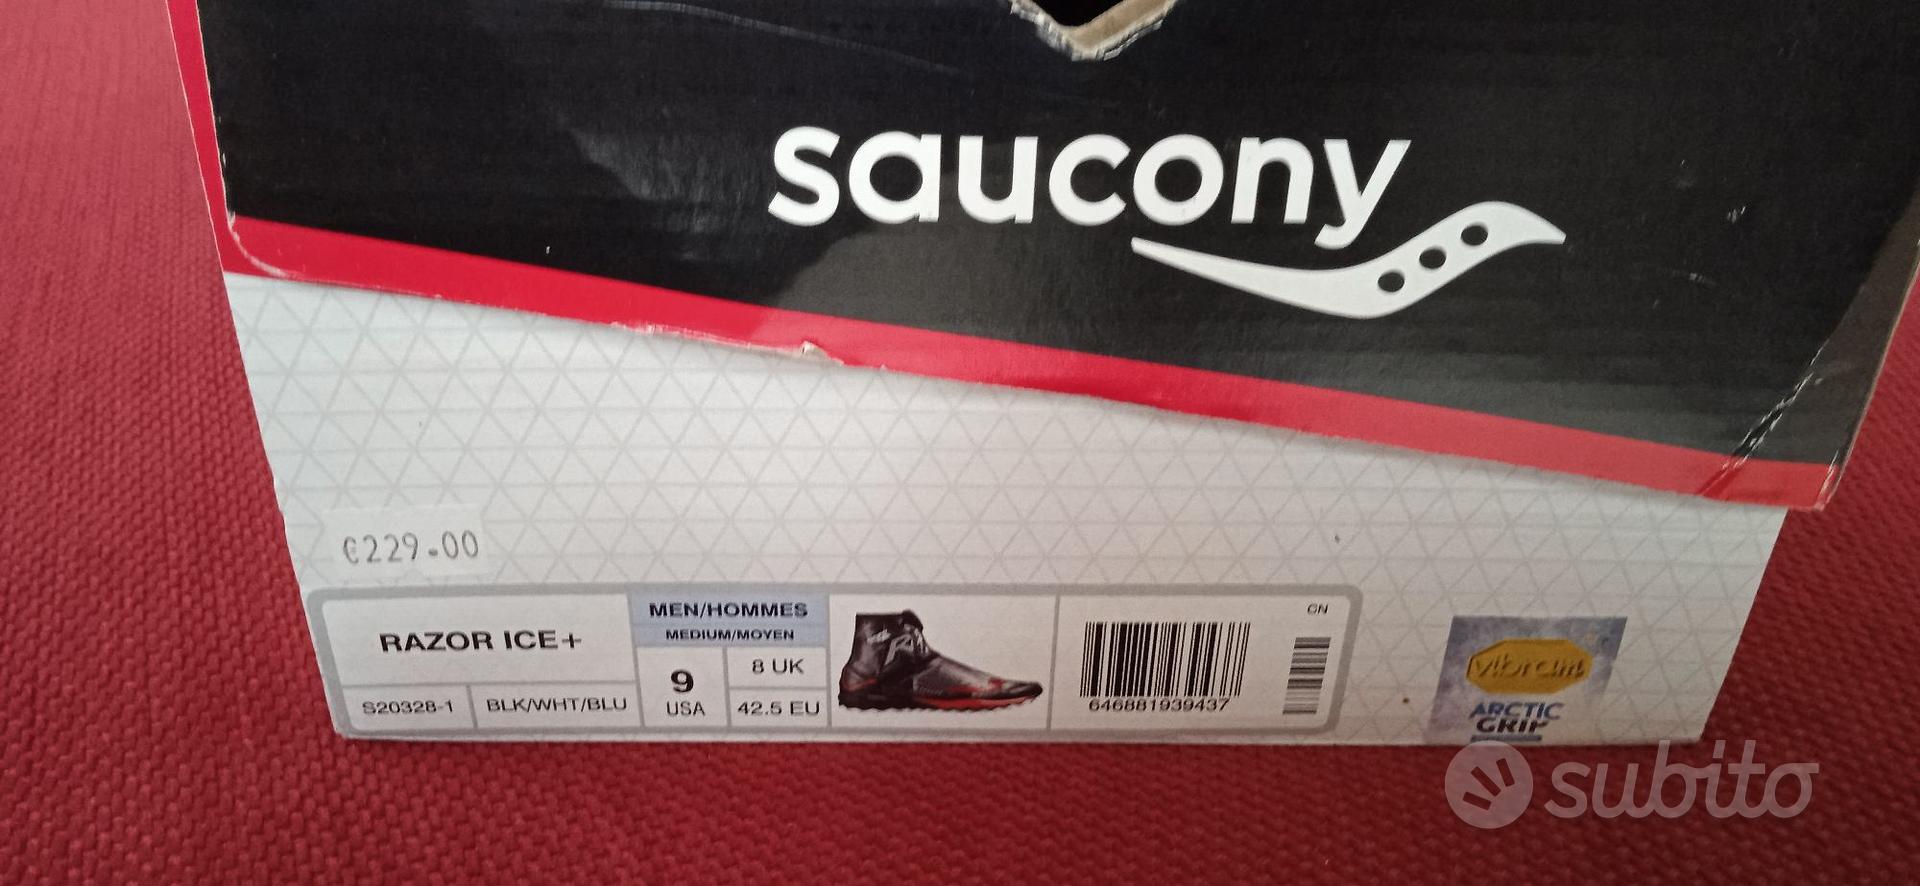 saucony
€229.00
RAZOR ICE+
S20328-1
BLK/WHT/BLU
MEN/HOMMES
MEDIUM/MOYEN
9
USA
8 UK
42.5 EU
646881939437
CN
vibram
ARCTIC
GRIP
subito